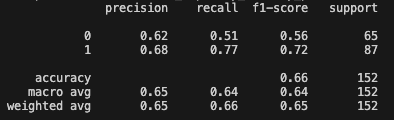 precision recall f1-score support
0 0.62 0.51 0.56 65
1 0.68 0.77 0.72 87
accuracy 0.66 152
macro avg 0.65 0.64 0.64 152
weighted avg 0.65 0.66 0.65 152